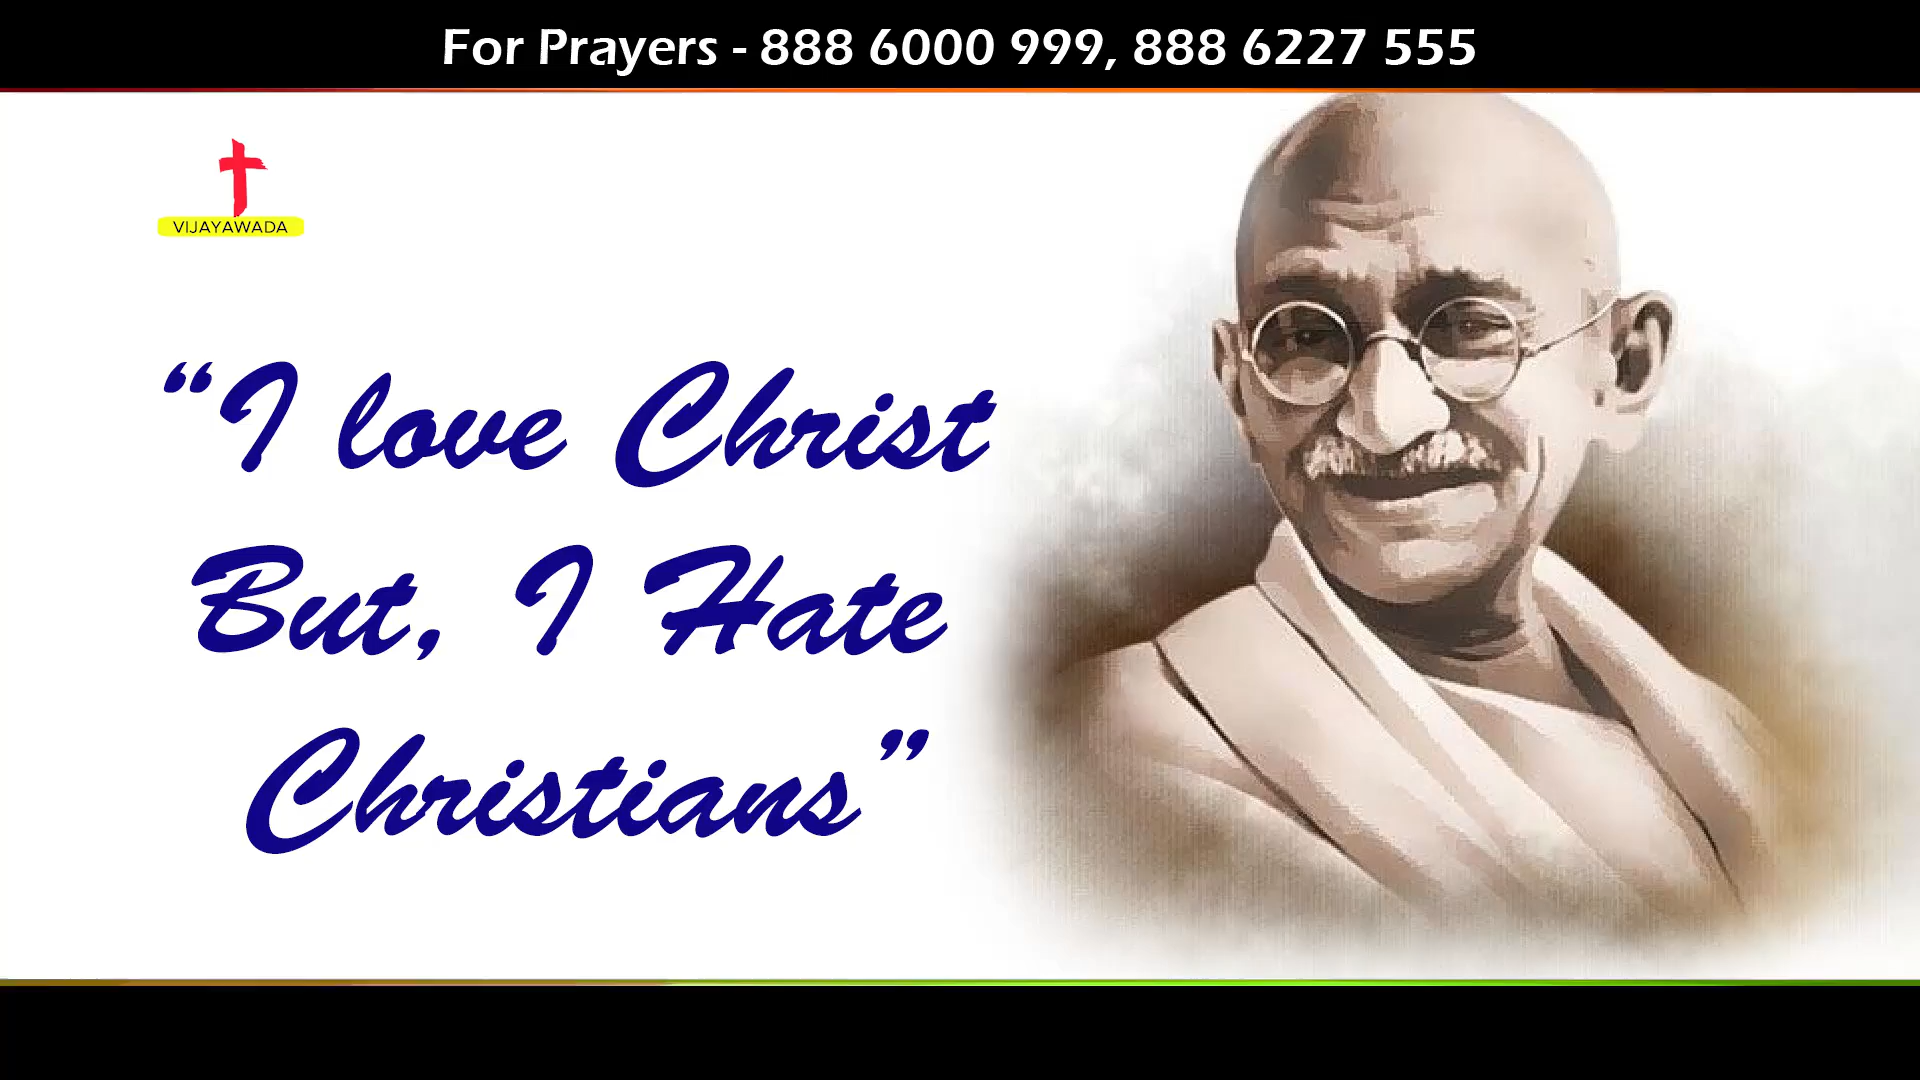 For Prayers - 888 6000 999, 888 6227 555
VIJAYAWADA
“I love Christ
But, I Hate
Christians”